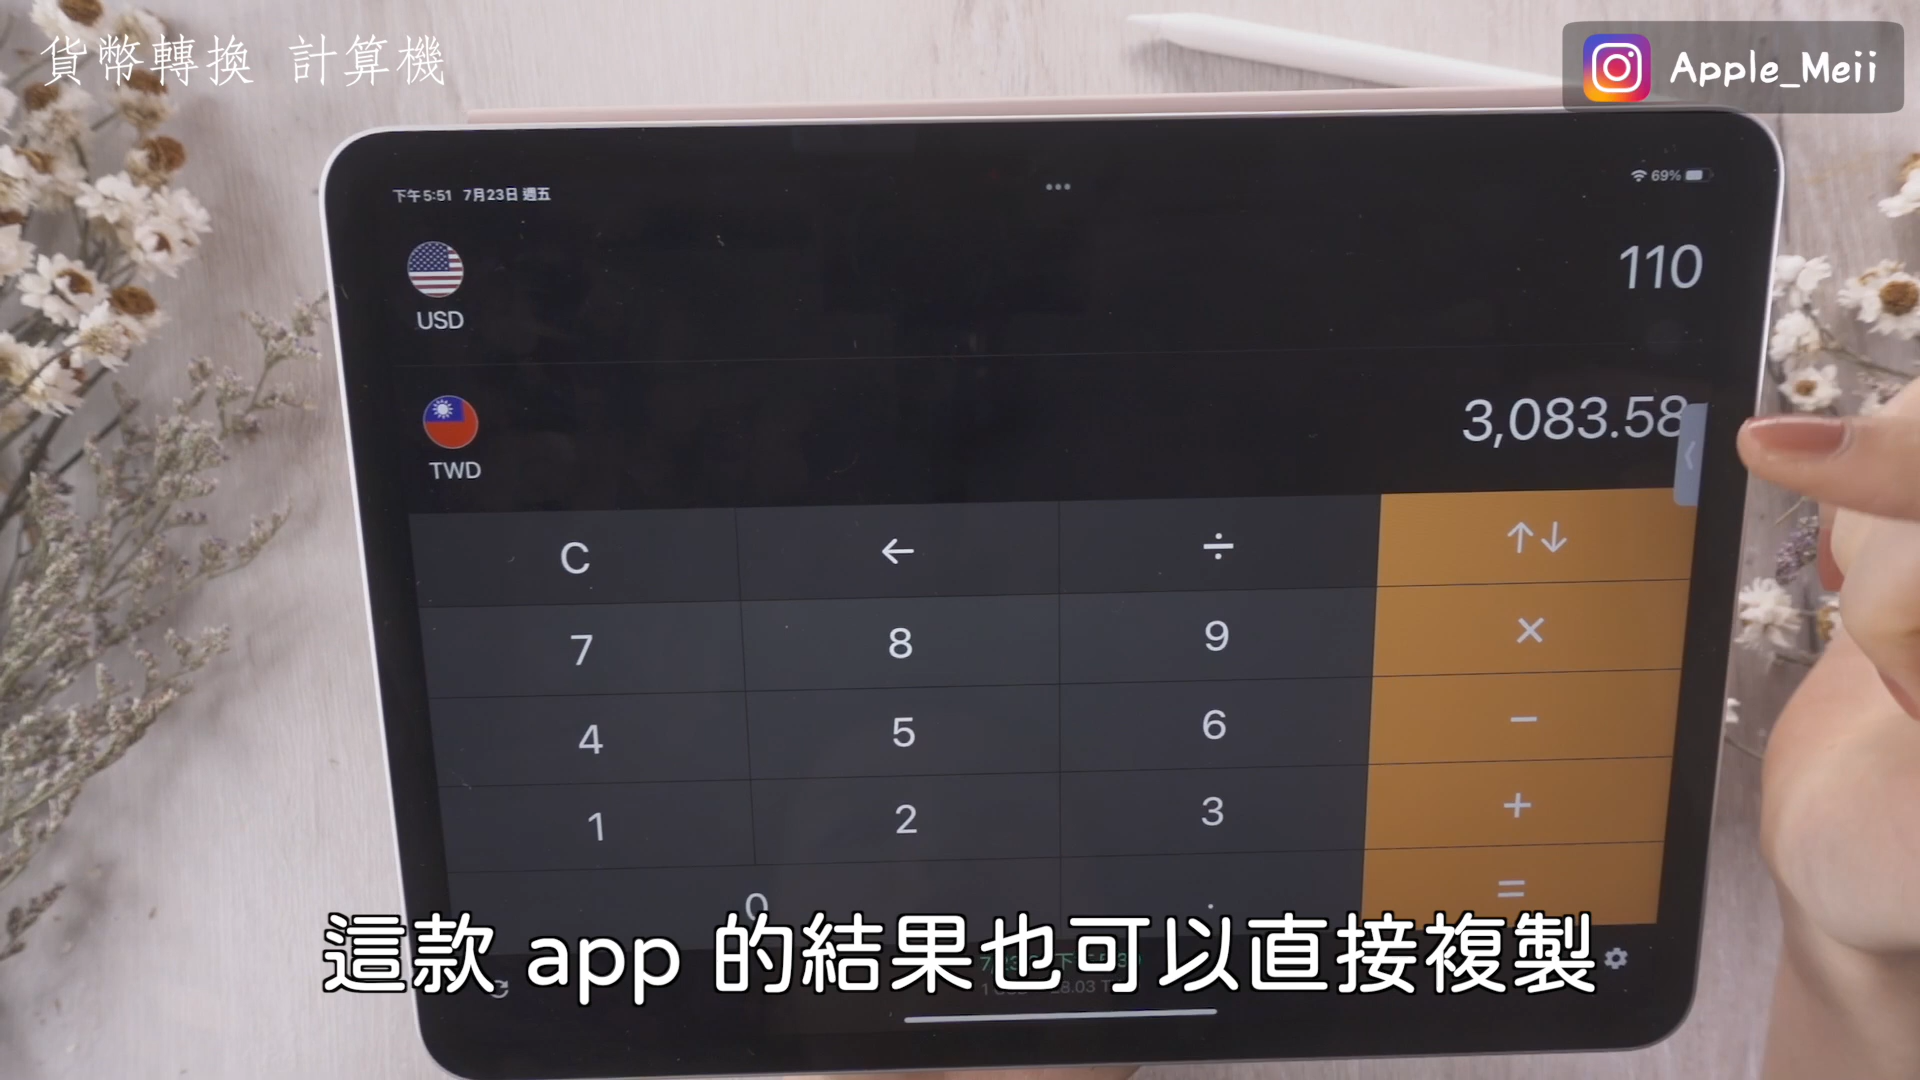 貨幣轉換 計算機
Apple_Meii
下午5:51 7月23日 週五
69%
110
USD
3,083.58
TWD
C ← ÷ ↑↓
7 8 9 ×
4 5 6 −
1 2 3 +
0 . =
這款 app 的結果也可以直接複製